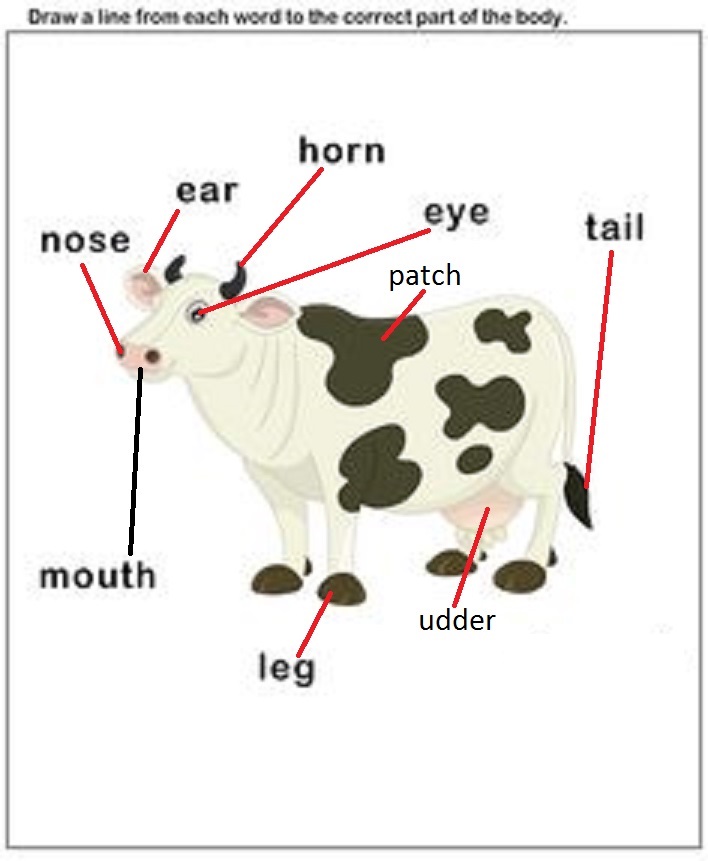 Draw a line from each word to the correct part of the body.
horn
ear
eye
nose
tail
patch
mouth
udder
leg